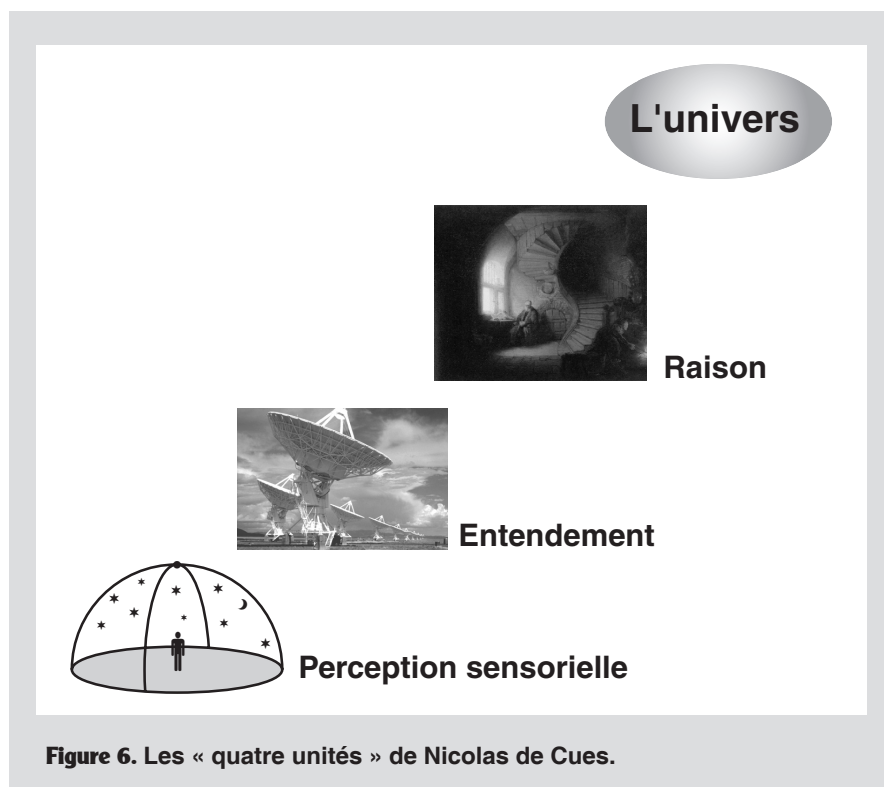 L'univers
Raison
Entendement
Perception sensorielle
Figure 6. Les « quatre unités » de Nicolas de Cues.